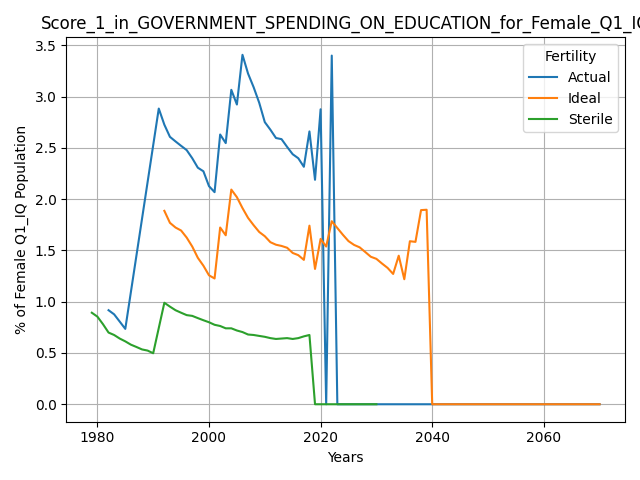 Score_1_in_GOVERNMENT_SPENDING_ON_EDUCATION_for_Female_Q1_IQ
% of Female Q1_IQ Population
3.5
3.0
2.5
2.0
1.5
1.0
0.5
0.0
Fertility
Actual
Ideal
Sterile
1980 2000 2020 2040 2060
Years